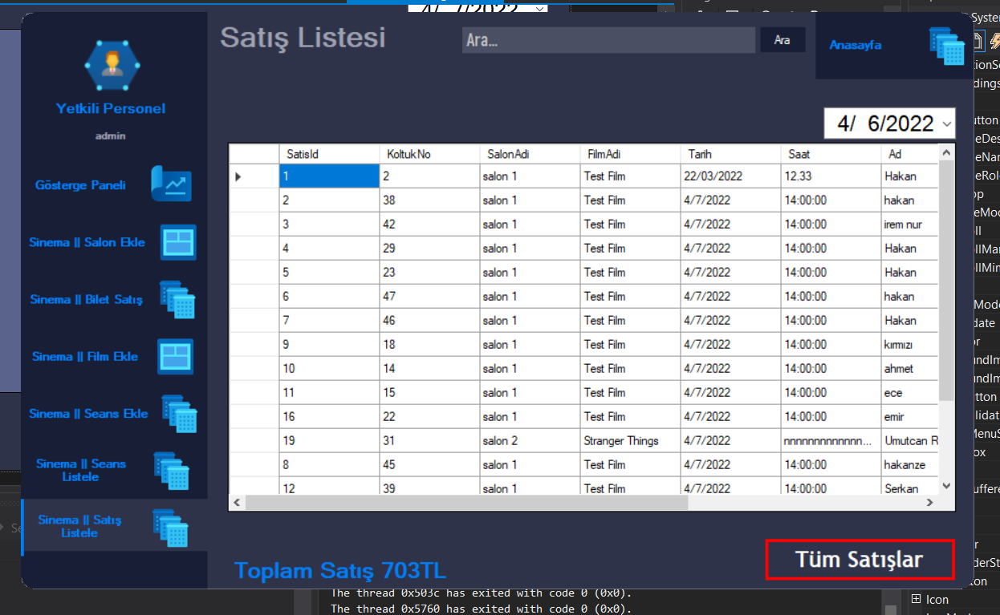 4/ 7/2022
Syster
Satış Listesi
Ara...
Ara
Anasayfa
Yetkili Personel
admin
4/ 6/2022
Gösterge Paneli
Sinema || Salon Ekle
Sinema || Bilet Satış
Sinema || Film Ekle
Sinema || Seans Ekle
Sinema || Seans
Listele
Sinema || Satış
Listele
SatisId KoltukNo SalonAdi FilmAdi Tarih Saat Ad
1 2 salon 1 Test Film 22/03/2022 12.33 Hakan
2 38 salon 1 Test Film 4/7/2022 14:00:00 hakan
3 42 salon 1 Test Film 4/7/2022 14:00:00 irem nur
4 29 salon 1 Test Film 4/7/2022 14:00:00 Hakan
5 23 salon 1 Test Film 4/7/2022 14:00:00 Hakan
6 47 salon 1 Test Film 4/7/2022 14:00:00 hakan
7 46 salon 1 Test Film 4/7/2022 14:00:00 Hakan
9 18 salon 1 Test Film 4/7/2022 14:00:00 kırmızı
10 14 salon 1 Test Film 4/7/2022 14:00:00 ahmet
11 15 salon 1 Test Film 4/7/2022 14:00:00 ece
16 22 salon 1 Test Film 4/7/2022 14:00:00 emir
19 31 salon 2 Stranger Things 4/7/2022 nnnnnnnnnnnnn... Umutcan R
8 45 salon 1 Test Film 4/7/2022 14:00:00 hakanze
12 39 salon 1 Test Film 4/7/2022 14:00:00 Serkan
Toplam Satış 703TL
Tüm Satışlar
The thread 0x503c has exited with code 0 (0x0).
The thread 0x5760 has exited with code 0 (0x0).
Icon